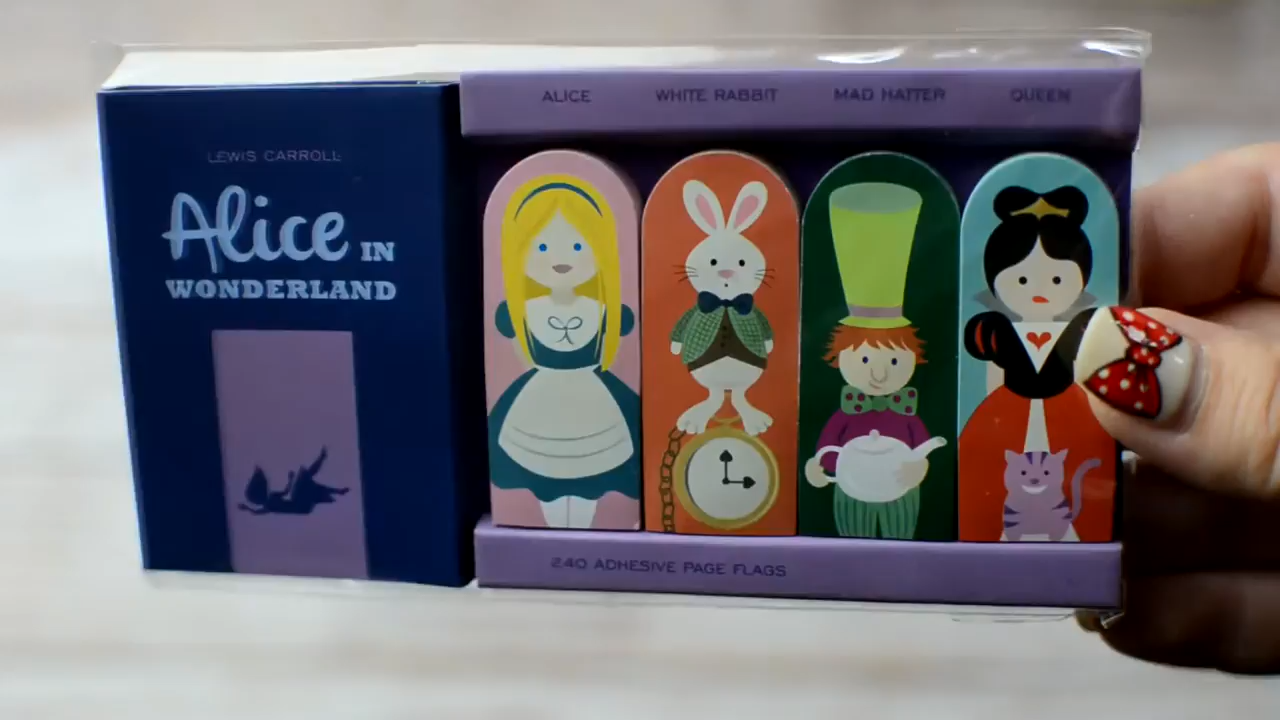 LEWIS CARROLL
Alice IN
WONDERLAND
ALICE WHITE RABBIT MAD HATTER QUEEN
240 ADHESIVE PAGE FLAGS